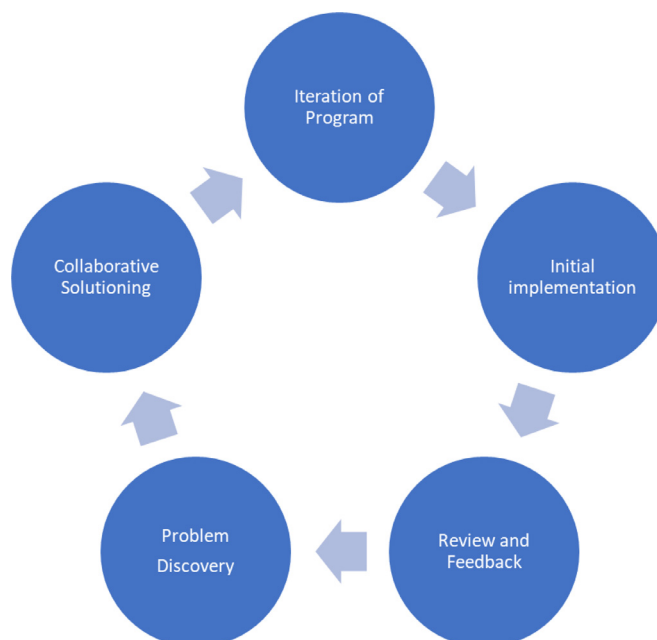 Iteration of
Program
Initial
implementation
Review and
Feedback
Problem
Discovery
Collaborative
Solutioning